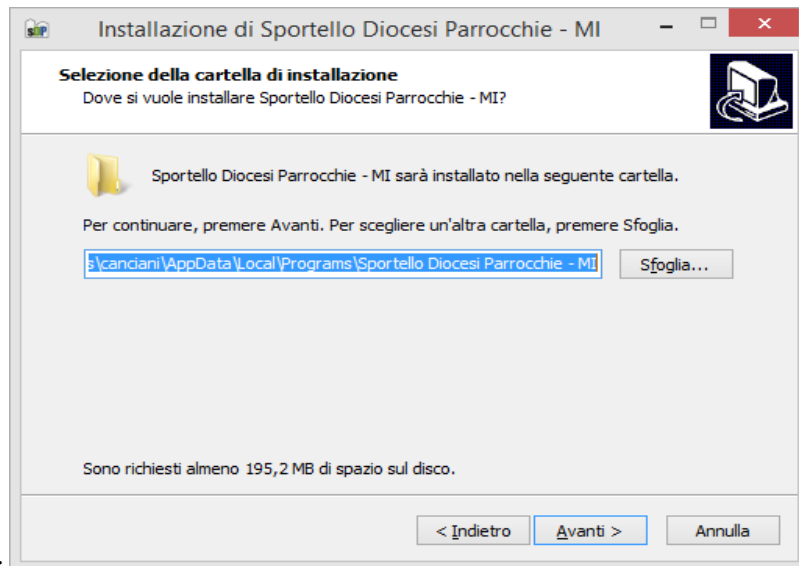 SDP
Installazione di Sportello Diocesi Parrocchie - MI
Selezione della cartella di installazione
Dove si vuole installare Sportello Diocesi Parrocchie - MI?
Sportello Diocesi Parrocchie - MI sarà installato nella seguente cartella.
Per continuare, premere Avanti. Per scegliere un'altra cartella, premere Sfoglia.
s\canciani\AppData\Local\Programs\Sportello Diocesi Parrocchie - MI
Sfoglia...
Sono richiesti almeno 195,2 MB di spazio sul disco.
< Indietro Avanti > Annulla